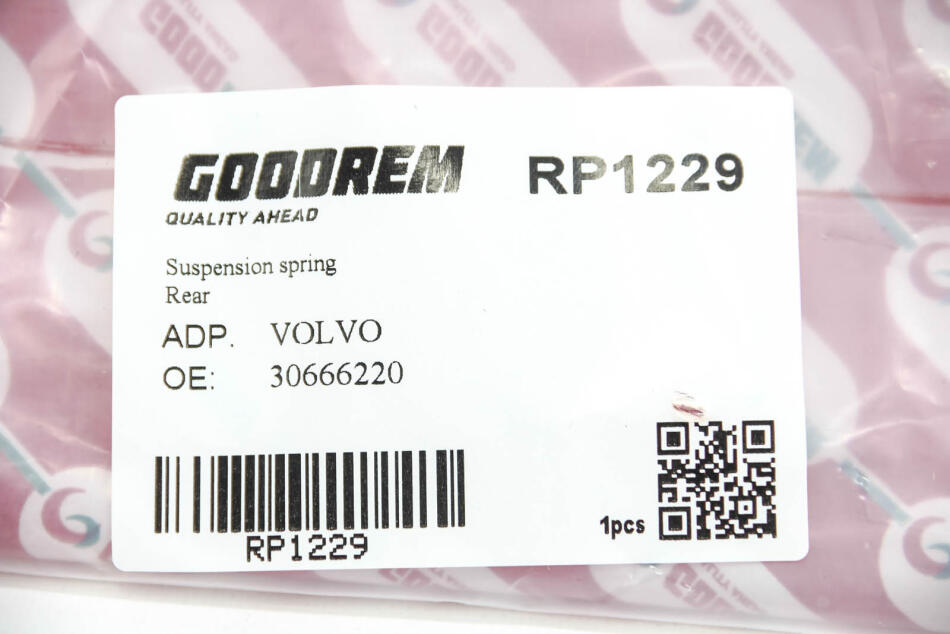 GOODREM
RP1229
QUALITY AHEAD
Suspension spring
Rear
ADP. VOLVO
OE: 30666220
1pcs
RP1229